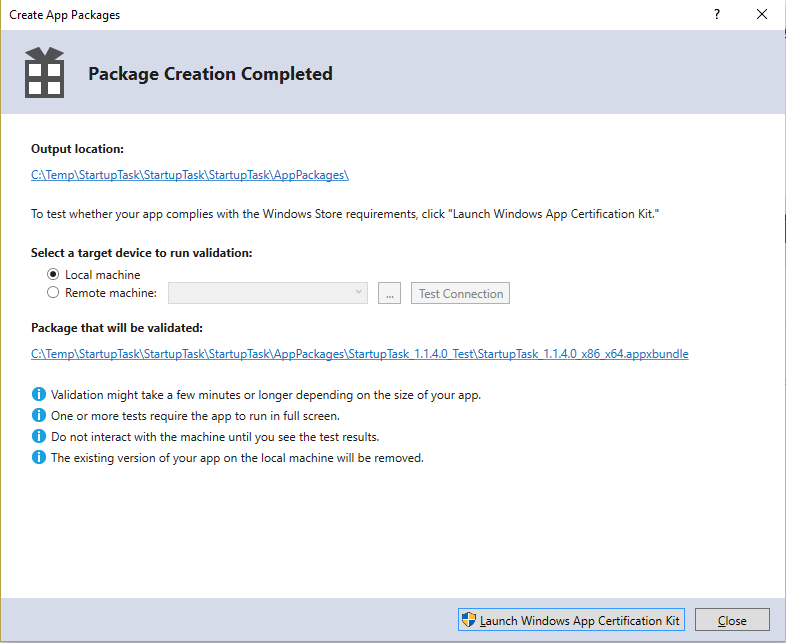 Create App Packages
?
Package Creation Completed
Output location:
C:\Temp\StartupTask\StartupTask\StartupTask\AppPackages\
To test whether your app complies with the Windows Store requirements, click "Launch Windows App Certification Kit."
Select a target device to run validation:
Local machine
Remote machine:
...
Test Connection
Package that will be validated:
C:\Temp\StartupTask\StartupTask\StartupTask\AppPackages\StartupTask_1.1.4.0_Test\StartupTask_1.1.4.0_x86_x64.appxbundle
Validation might take a few minutes or longer depending on the size of your app.
One or more tests require the app to run in full screen.
Do not interact with the machine until you see the test results.
The existing version of your app on the local machine will be removed.
Launch Windows App Certification Kit
Close